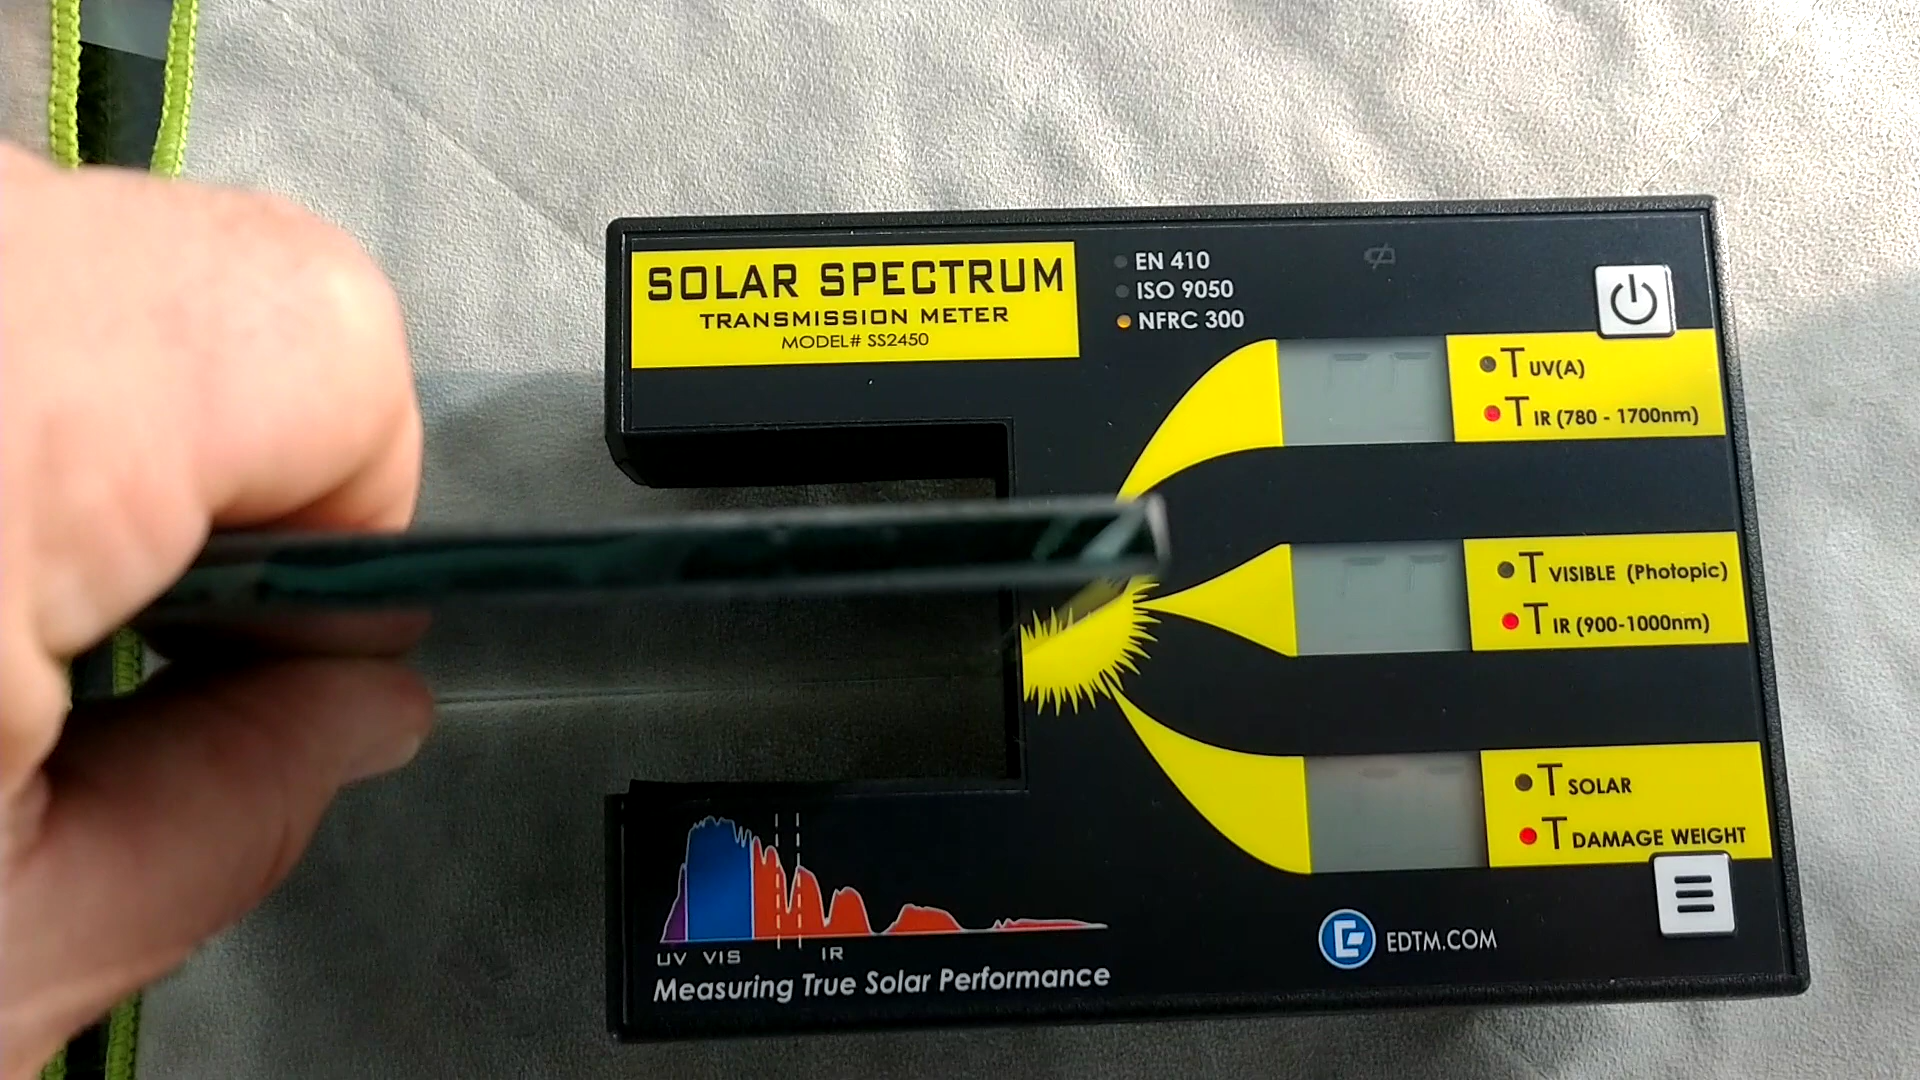 SOLAR SPECTRUM
TRANSMISSION METER
MODEL# SS2450
EN 410
ISO 9050
NFRC 300
T UV(A)
T IR (780 - 1700nm)
T VISIBLE (Photopic)
T IR (900-1000nm)
T SOLAR
T DAMAGE WEIGHT
UV VIS IR
Measuring True Solar Performance
EDTM.COM